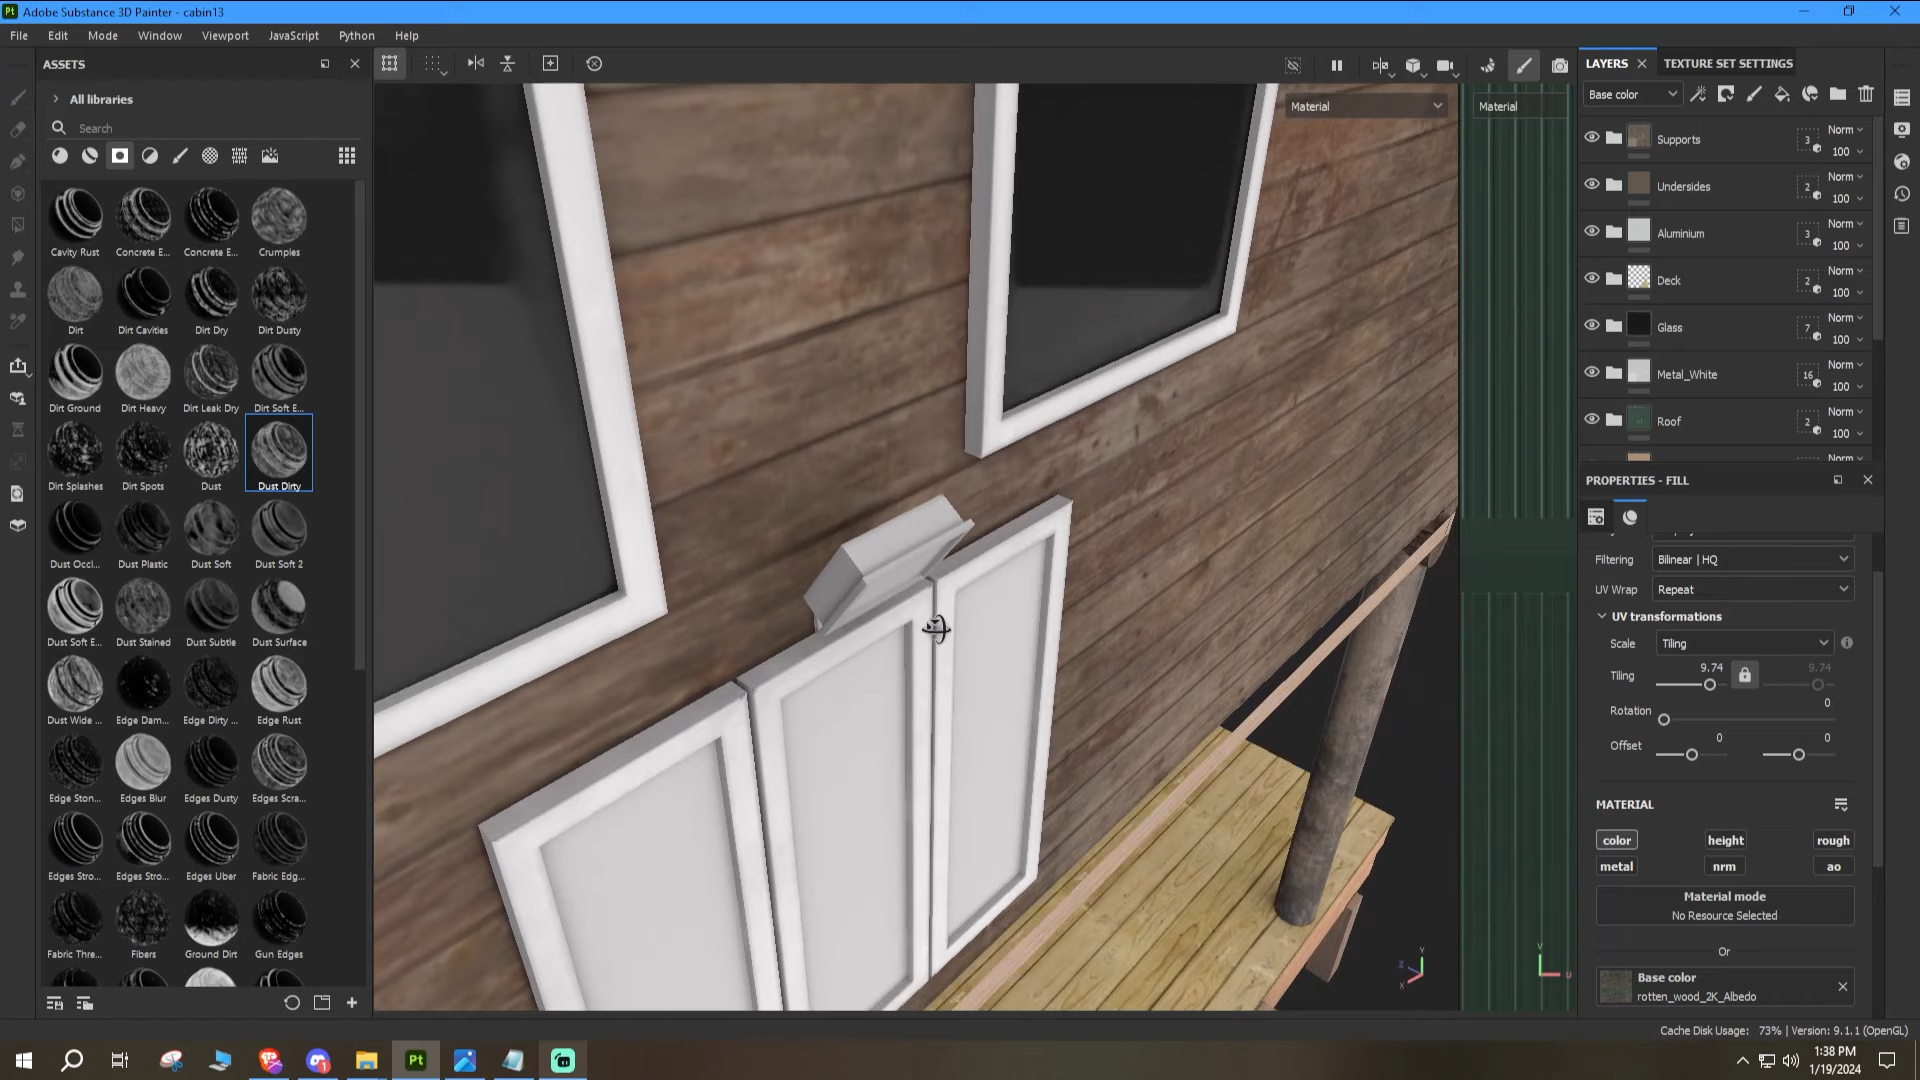 Pt Adobe Substance 3D Painter - cabin13
File Edit Mode Window Viewport JavaScript Python Help
ASSETS
All libraries
Search
Cavity Rust Concrete E... Concrete E... Crumples
Dirt Dirt Cavities Dirt Dry Dirt Dusty
Dirt Ground Dirt Heavy Dirt Leak Dry Dirt Soft E...
Dirt Splashes Dirt Spots Dust Dust Dirty
Dust Occl... Dust Plastic Dust Soft Dust Soft 2
Dust Soft E... Dust Stained Dust Subtle Dust Surface
Dust Wide ... Edge Dam... Edge Dirty ... Edge Rust
Edge Ston... Edges Blur Edges Dusty Edges Scra...
Edges Stro... Edges Stro... Edges Uber Fabric Edg...
Fabric Thre... Fibers Ground Dirt Gun Edges
Material
Material
Y
Z
X
V
U
LAYERS TEXTURE SET SETTINGS
Base color
Supports 3 Norm 100
Undersides 2 Norm 100
Aluminium 3 Norm 100
Deck 2 Norm 100
Glass 7 Norm 100
Metal_White 16 Norm 100
Roof 2 Norm 100
Norm
PROPERTIES - FILL
Filtering Bilinear | HQ
UV Wrap Repeat
UV transformations
Scale Tiling
Tiling 9.74 9.74
Rotation 0
Offset 0 0
MATERIAL
color height rough
metal nrm ao
Material mode
No Resource Selected
Or
Base color
rotten_wood_2K_Albedo
Cache Disk Usage: 73% | Version: 9.1.1 (OpenGL)
Pt
1
1:38 PM
1/19/2024